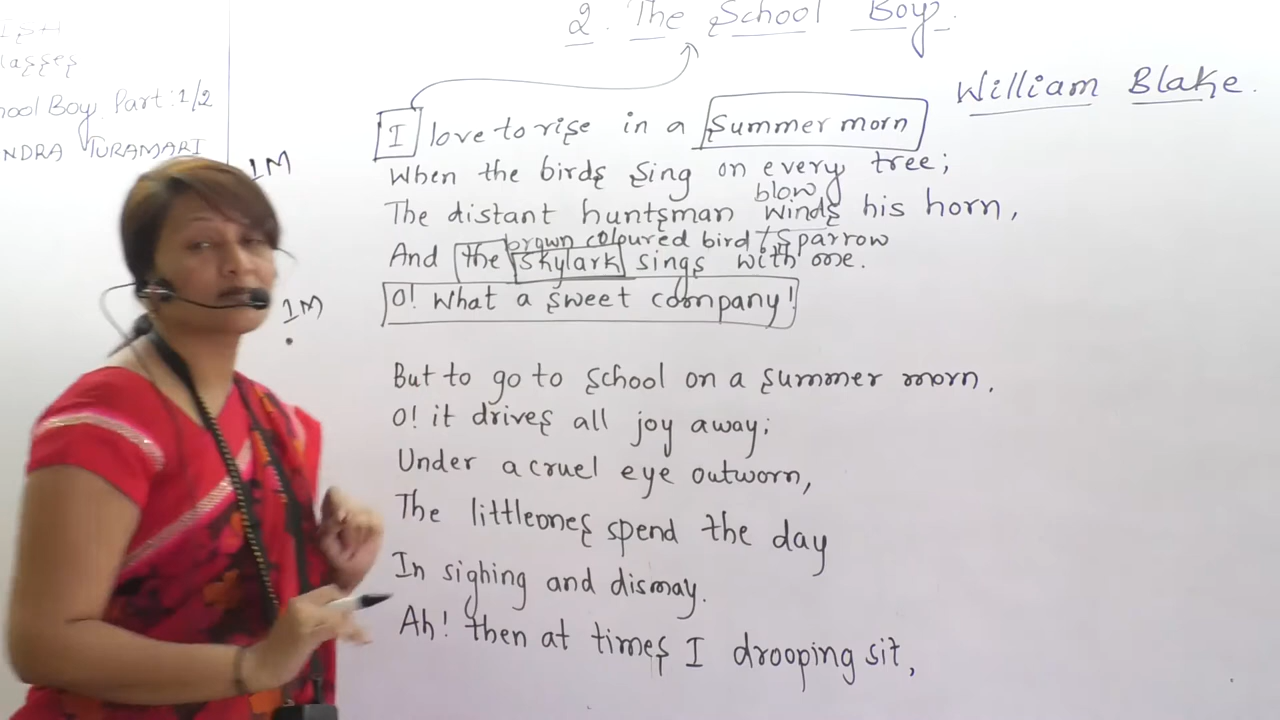 2. The School Boy.
William Blake.
lasses
hool Boy Part: 1/2
NDRA TURAMARI
1M
I love to rise in a Summer morn
When the birds sing on every tree;
blow
The distant huntsman winds his horn,
brown coloured bird / Sparrow
And the skylark sings with one.
1M
O! What a sweet company!
But to go to school on a summer morn,
O! it drives all joy away;
Under a cruel eye outworn,
The little ones spend the day
In sighing and dismay.
Ah! then at times I drooping sit,